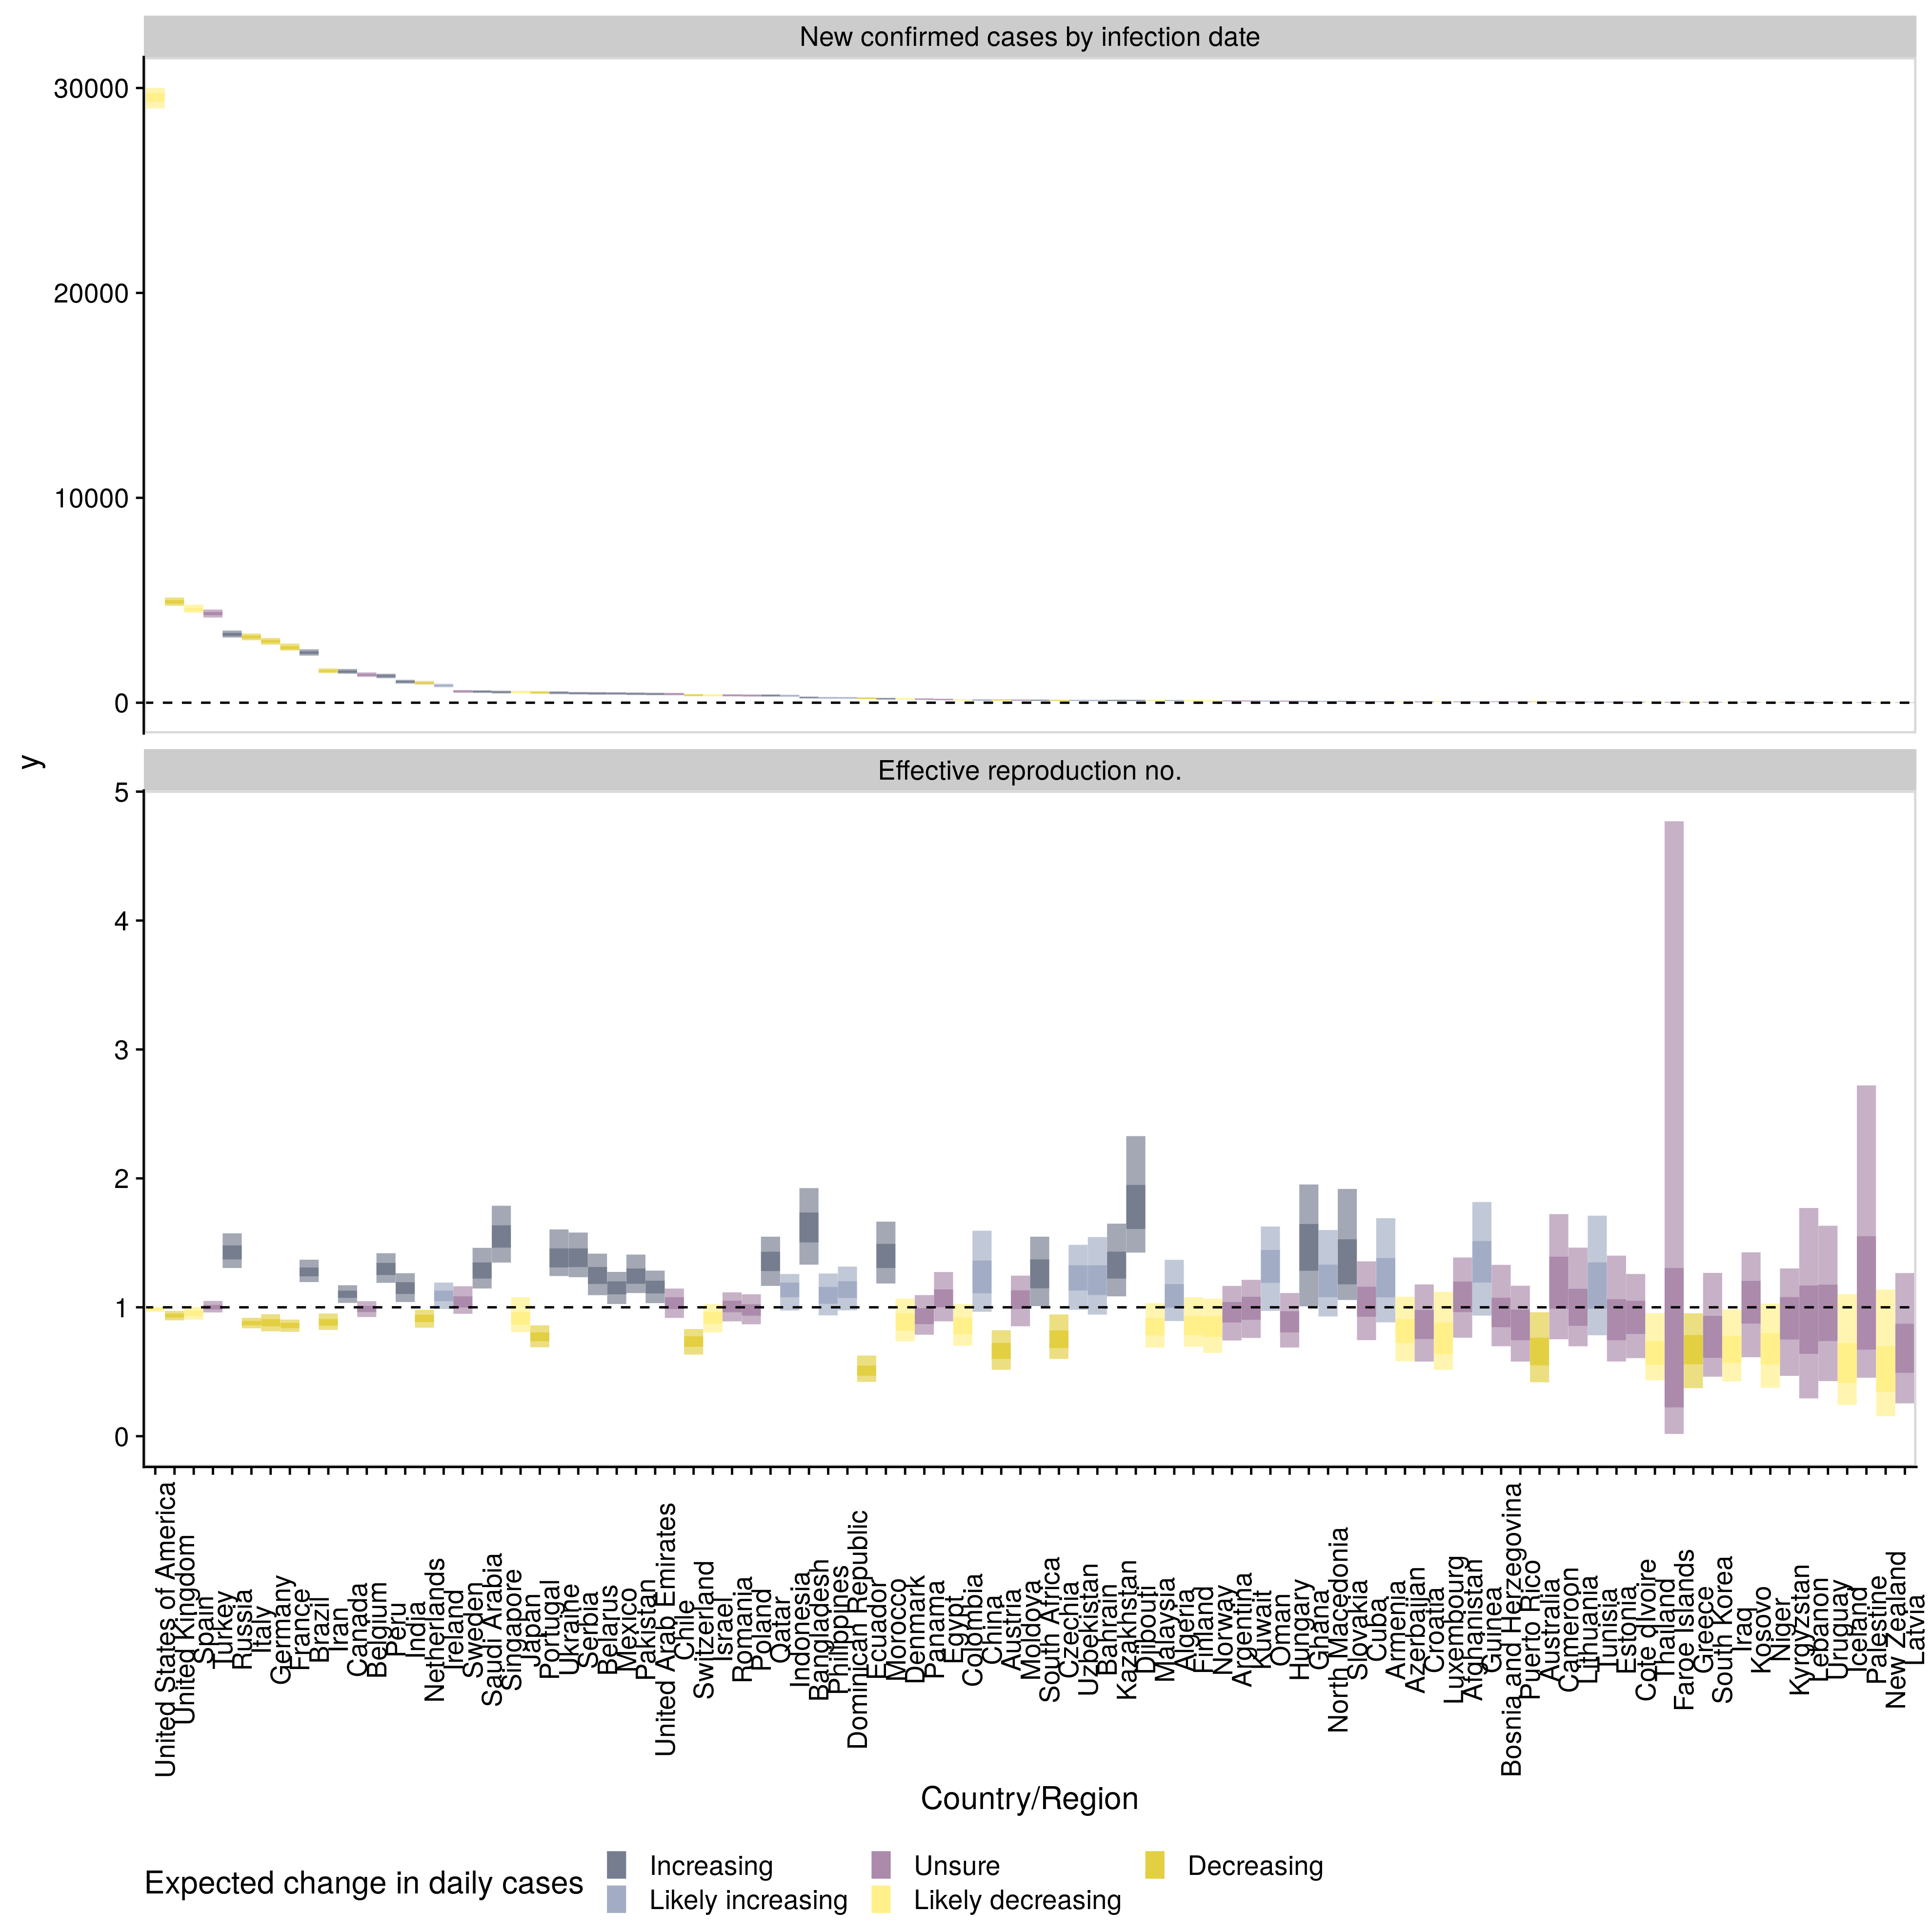 New confirmed cases by infection date
30000
20000
10000
0
y
Effective reproduction no.
5
4
3
2
1
0
United States of America
United Kingdom
Spain
Turkey
Russia
Italy
Germany
France
Brazil
Iran
Canada
Belgium
Peru
India
Netherlands
Ireland
Sweden
Saudi Arabia
Singapore
Japan
Portugal
Ukraine
Serbia
Belarus
Mexico
Pakistan
United Arab Emirates
Chile
Switzerland
Israel
Romania
Poland
Qatar
Indonesia
Bangladesh
Philippines
Dominican Republic
Ecuador
Morocco
Denmark
Panama
Egypt
Colombia
China
Austria
Moldova
South Africa
Czechia
Uzbekistan
Bahrain
Kazakhstan
Djibouti
Malaysia
Algeria
Finland
Norway
Argentina
Kuwait
Oman
Hungary
Ghana
North Macedonia
Slovakia
Cuba
Armenia
Azerbaijan
Croatia
Luxembourg
Afghanistan
Guinea
Bosnia and Herzegovina
Puerto Rico
Australia
Cameroon
Lithuania
Tunisia
Estonia
Cote dIvoire
Thailand
Faroe Islands
Greece
South Korea
Iraq
Kosovo
Niger
Kyrgyzstan
Lebanon
Uruguay
Iceland
Palestine
New Zealand
Latvia
Country/Region
Expected change in daily cases
Increasing
Unsure
Decreasing
Likely increasing
Likely decreasing